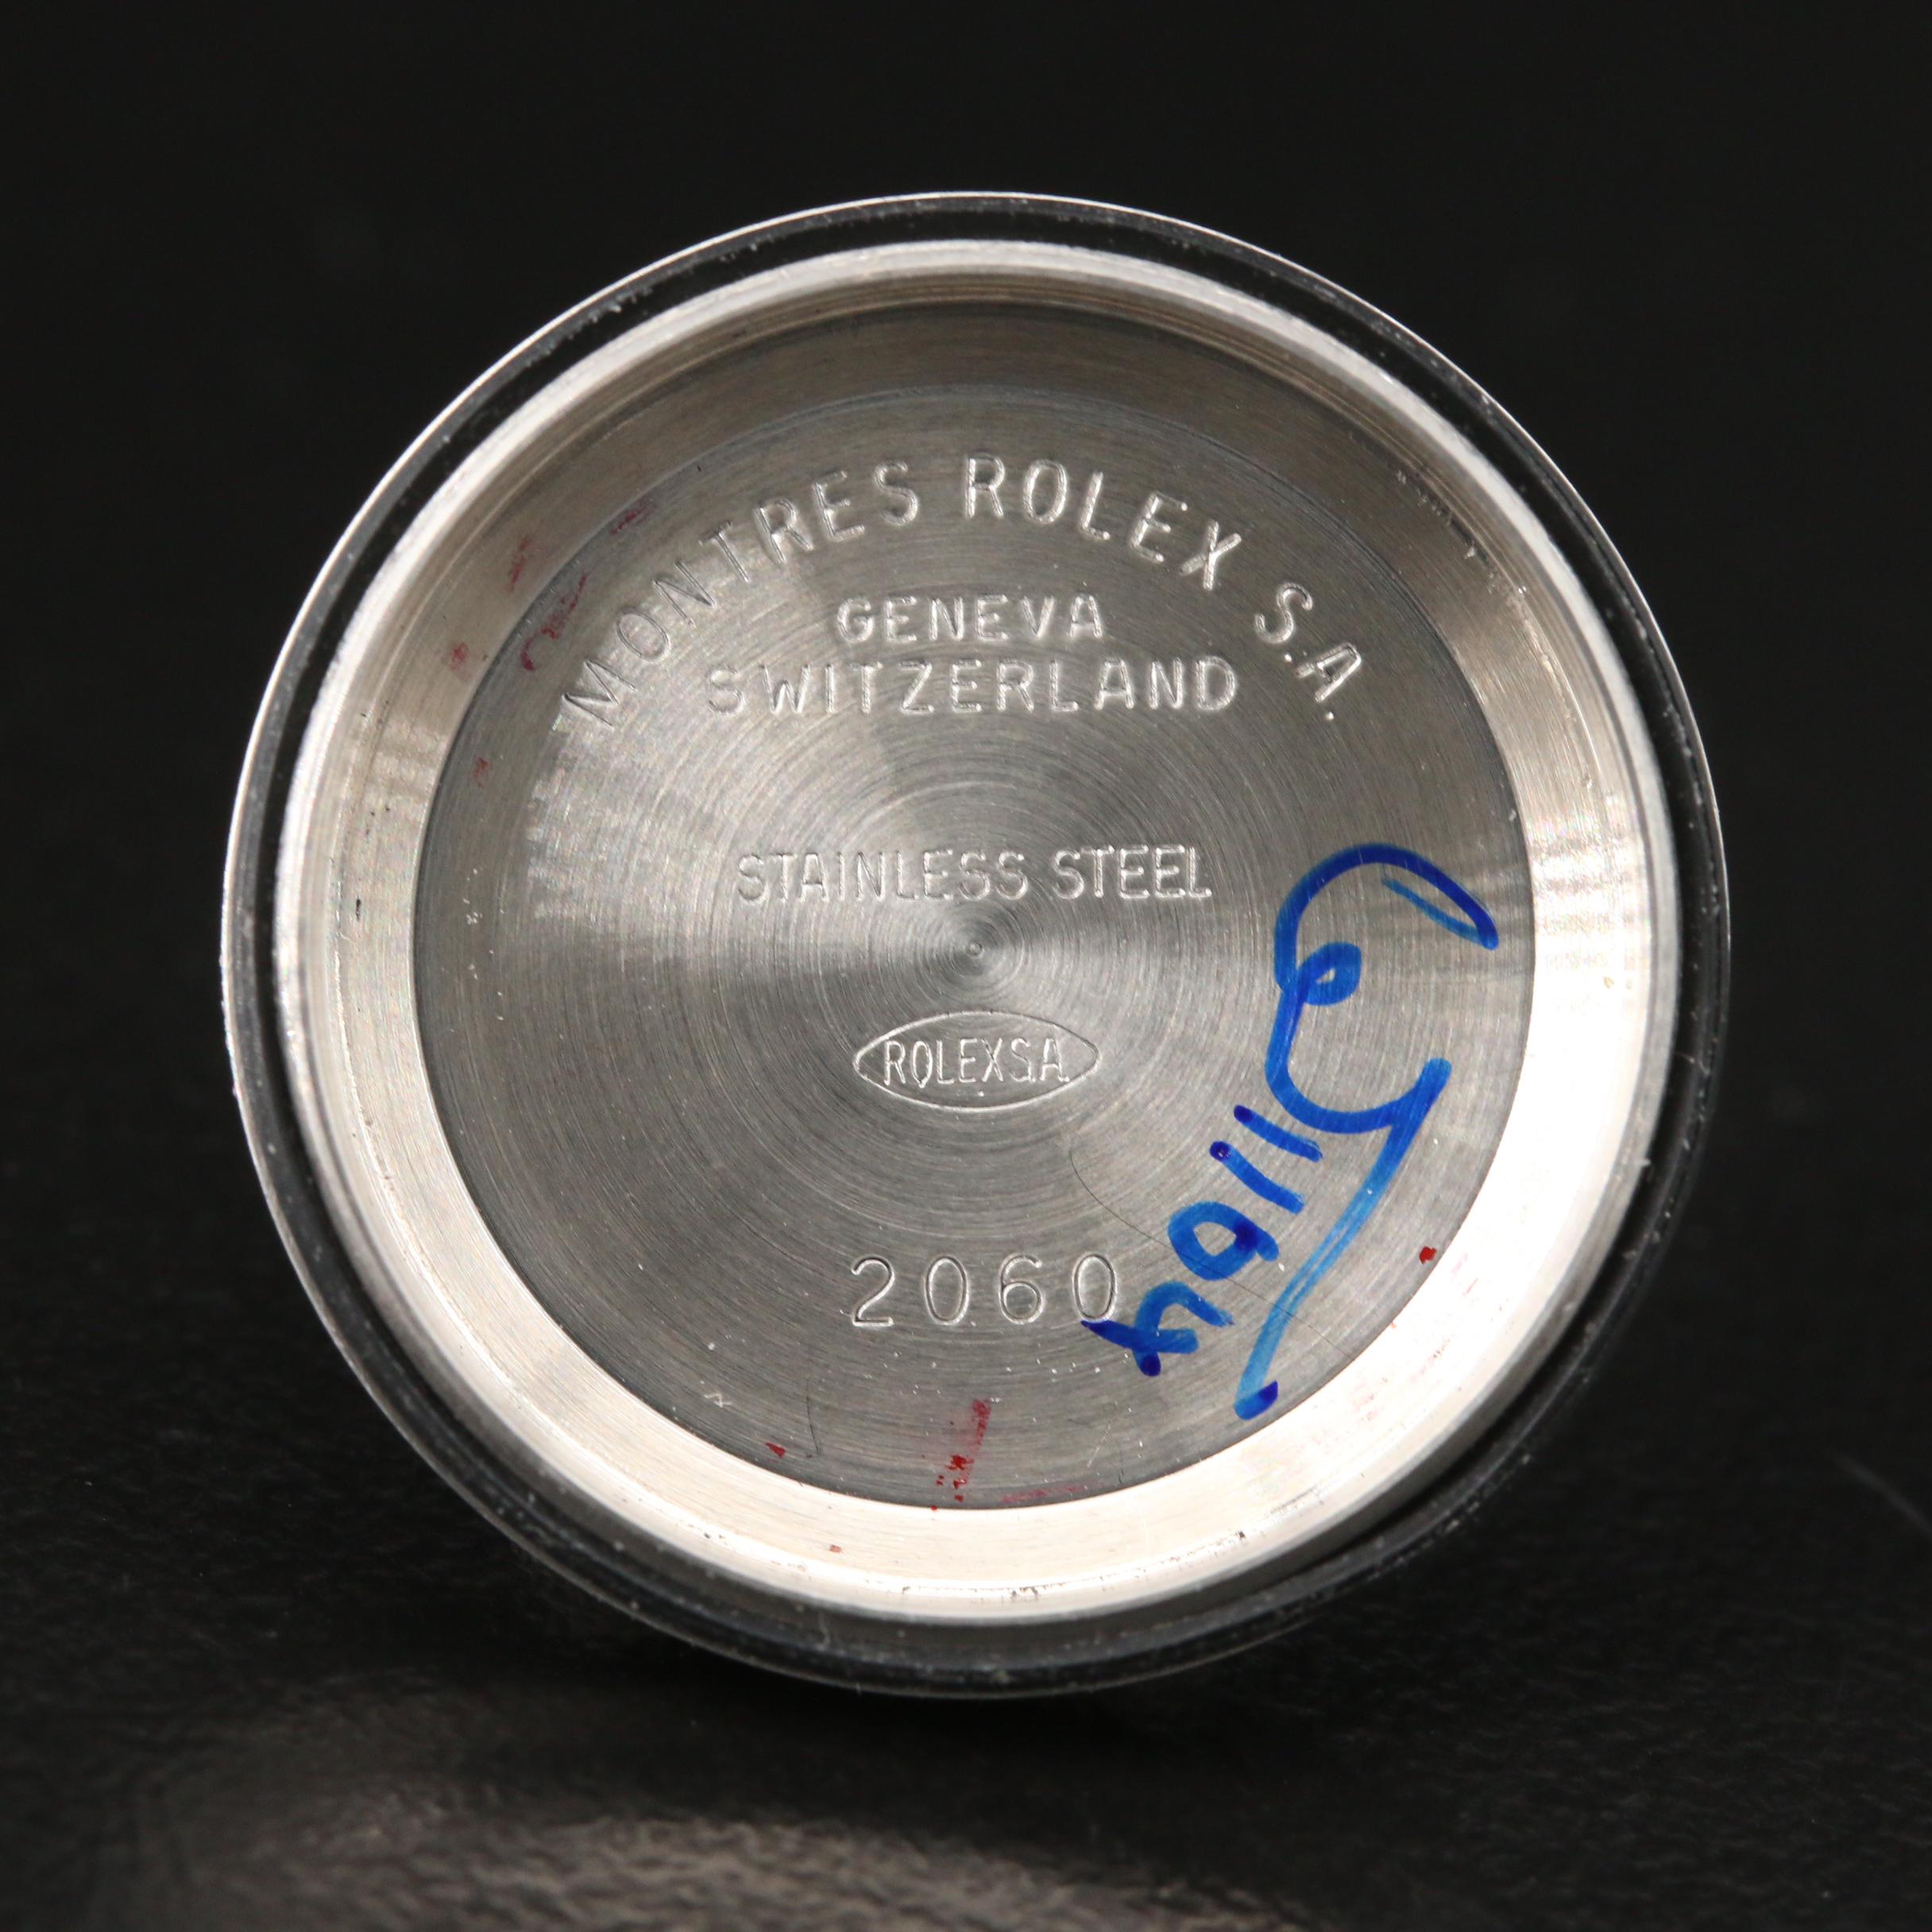 MONTRES ROLEX S.A.
GENEVA
SWITZERLAND
STAINLESS STEEL
ROLEX S.A.
2060